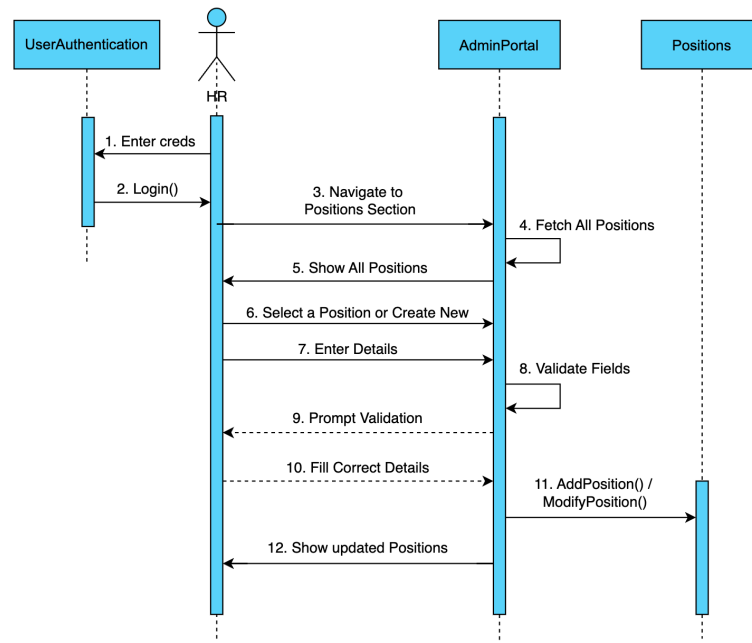 UserAuthentication
AdminPortal
Positions
HR
1. Enter creds
2. Login()
3. Navigate to
Positions Section
4. Fetch All Positions
5. Show All Positions
6. Select a Position or Create New
7. Enter Details
8. Validate Fields
9. Prompt Validation
10. Fill Correct Details
11. AddPosition() /
ModifyPosition()
12. Show updated Positions